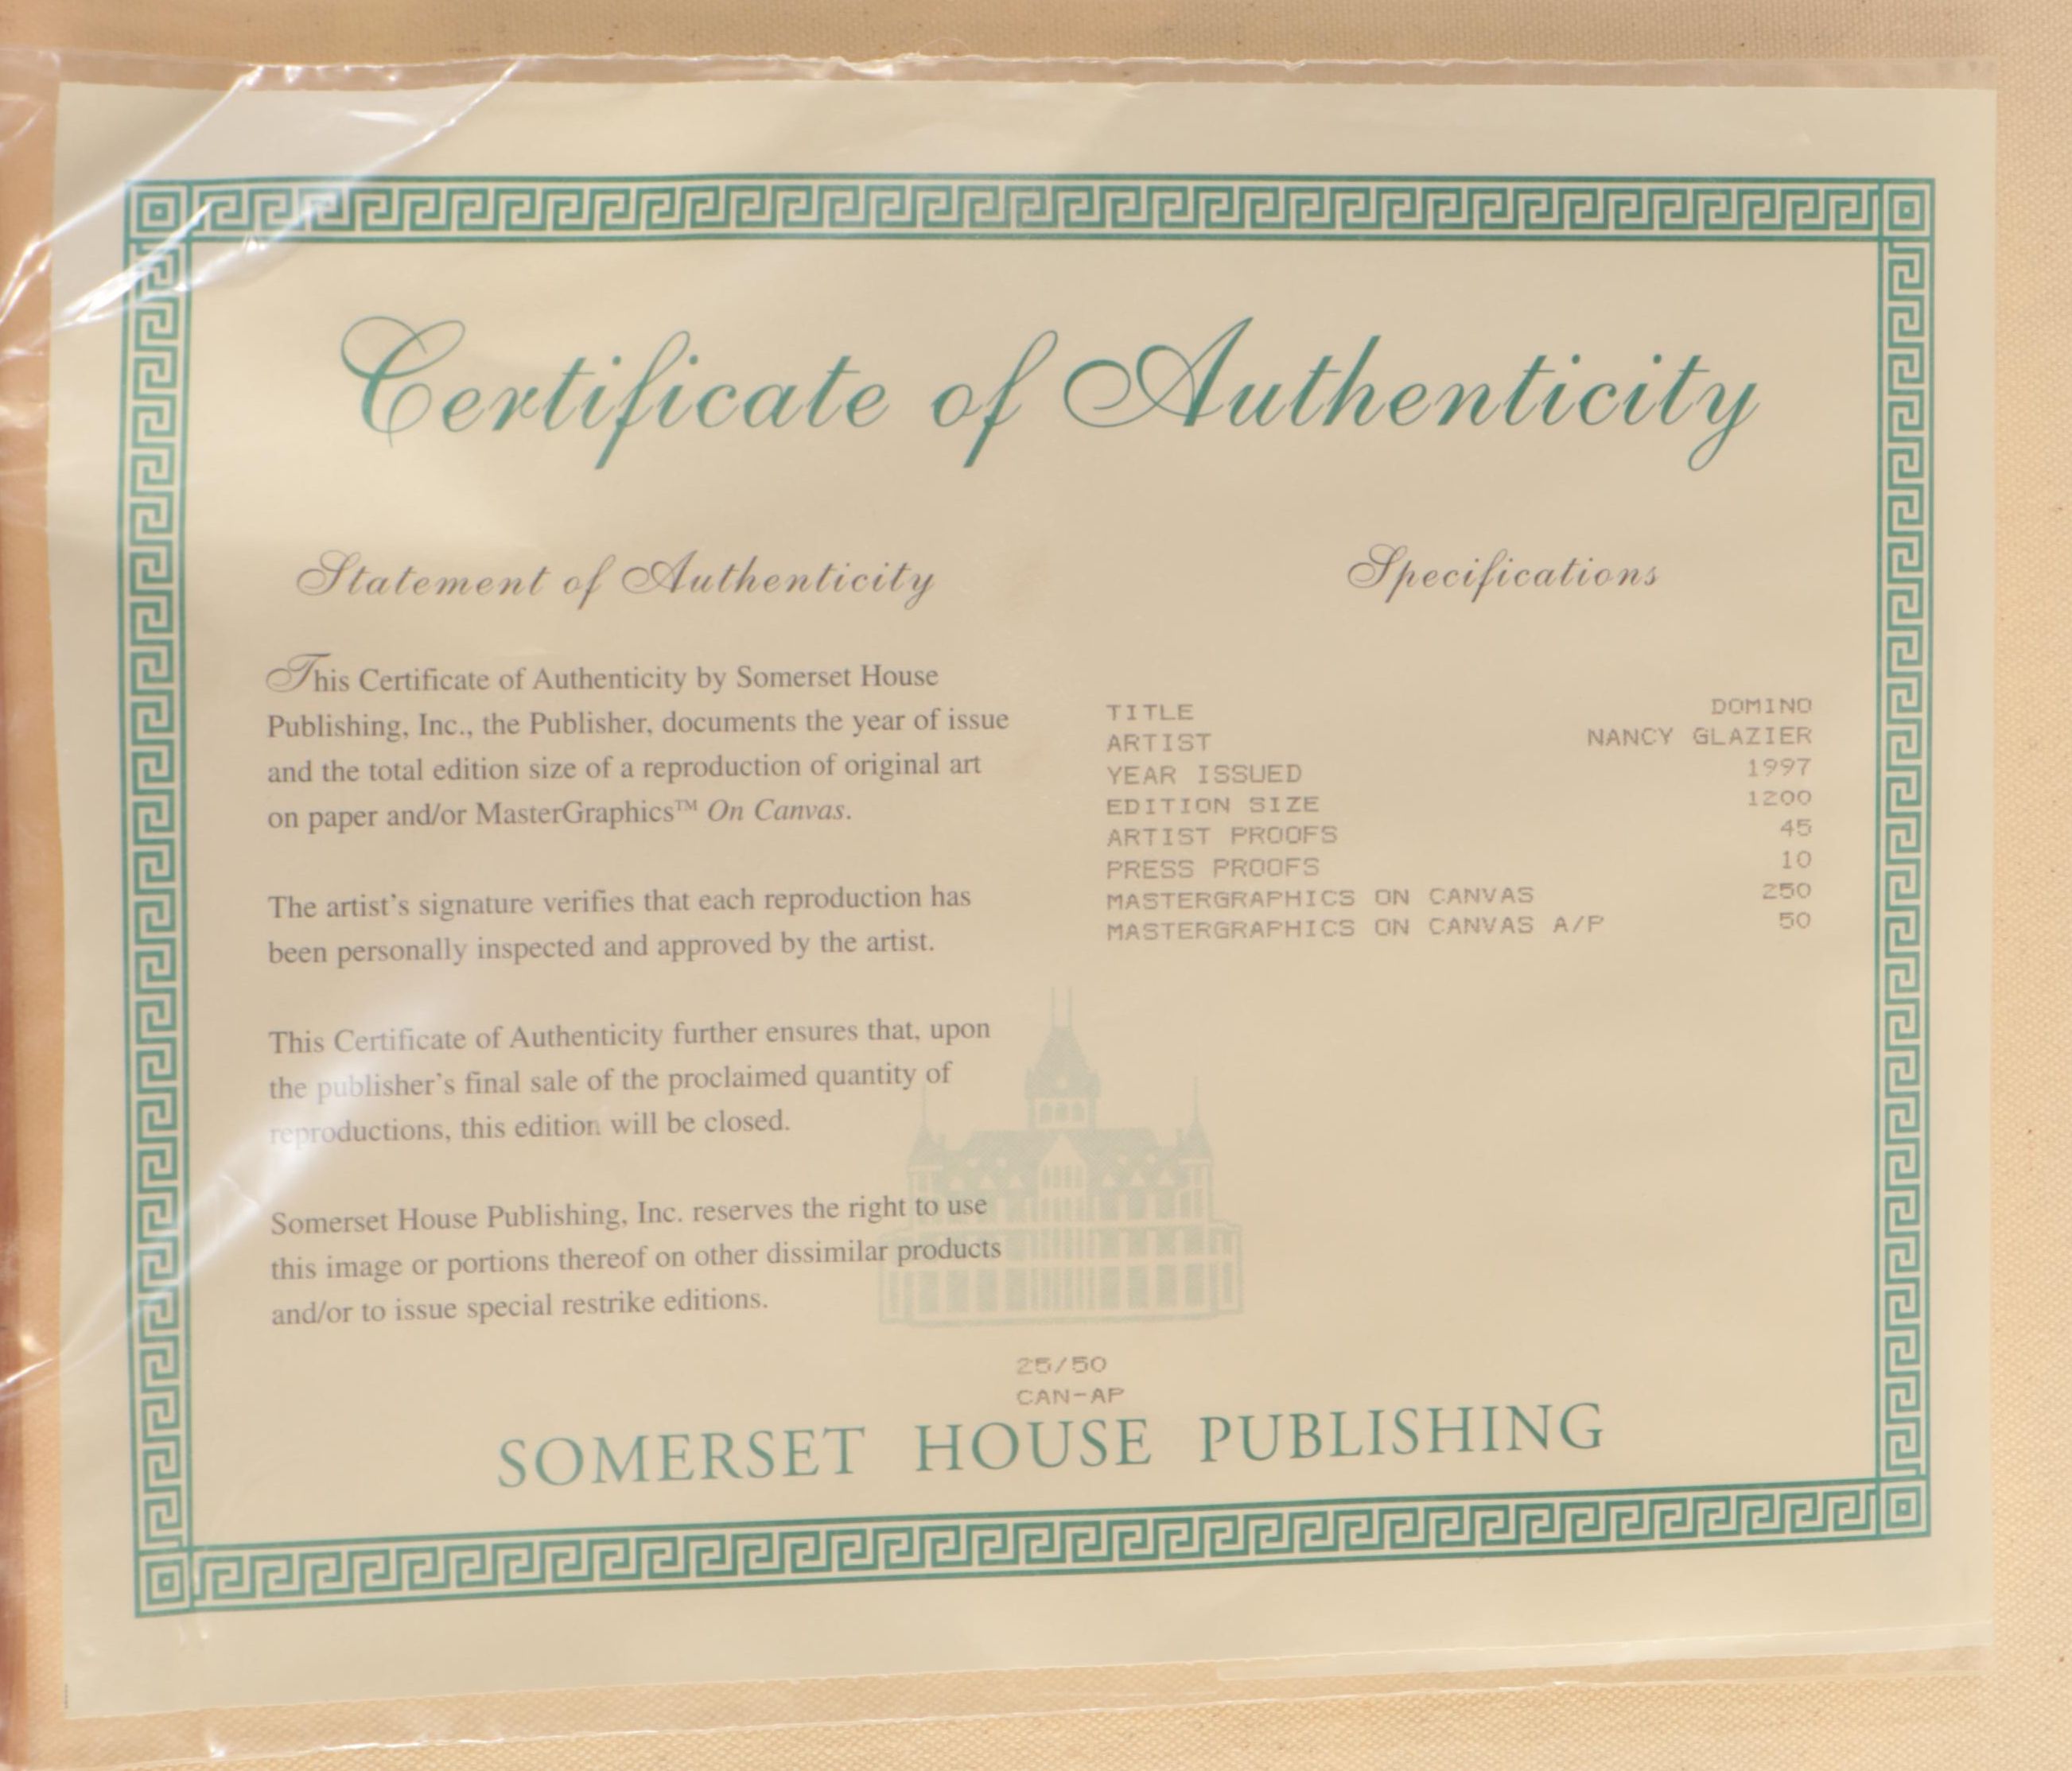 Certificate of Authenticity
Statement of Authenticity
This Certificate of Authenticity by Somerset House
Publishing, Inc., the Publisher, documents the year of issue
and the total edition size of a reproduction of original art
on paper and/or MasterGraphics™ On Canvas.
The artist's signature verifies that each reproduction has
been personally inspected and approved by the artist.
This Certificate of Authenticity further ensures that, upon
the publisher's final sale of the proclaimed quantity of
reproductions, this edition will be closed.
Somerset House Publishing, Inc. reserves the right to use
this image or portions thereof on other dissimilar products
and/or to issue special restrike editions.
Specifications
TITLE DOMINO
ARTIST NANCY GLAZIER
YEAR ISSUED 1997
EDITION SIZE 1200
ARTIST PROOFS 45
PRESS PROOFS 10
MASTERGRAPHICS ON CANVAS 250
MASTERGRAPHICS ON CANVAS A/P 50
25/50
CAN-AP
SOMERSET HOUSE PUBLISHING